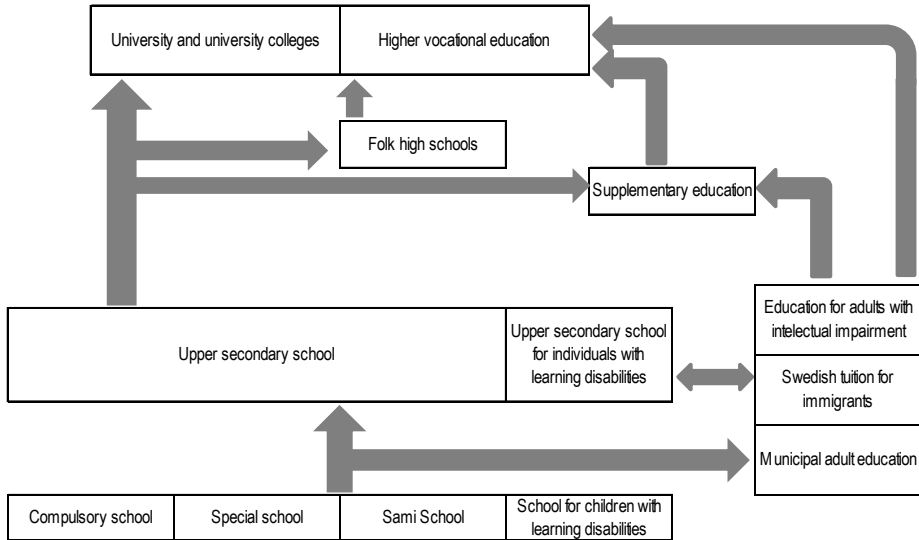 University and university colleges
Higher vocational education
Folk high schools
Supplementary education
Upper secondary school
Upper secondary school
for individuals with
learning disabilities
Education for adults with
intelectual impairment
Swedish tuition for
immigrants
Municipal adult education
Compulsory school
Special school
Sami School
School for children with
learning disabilities